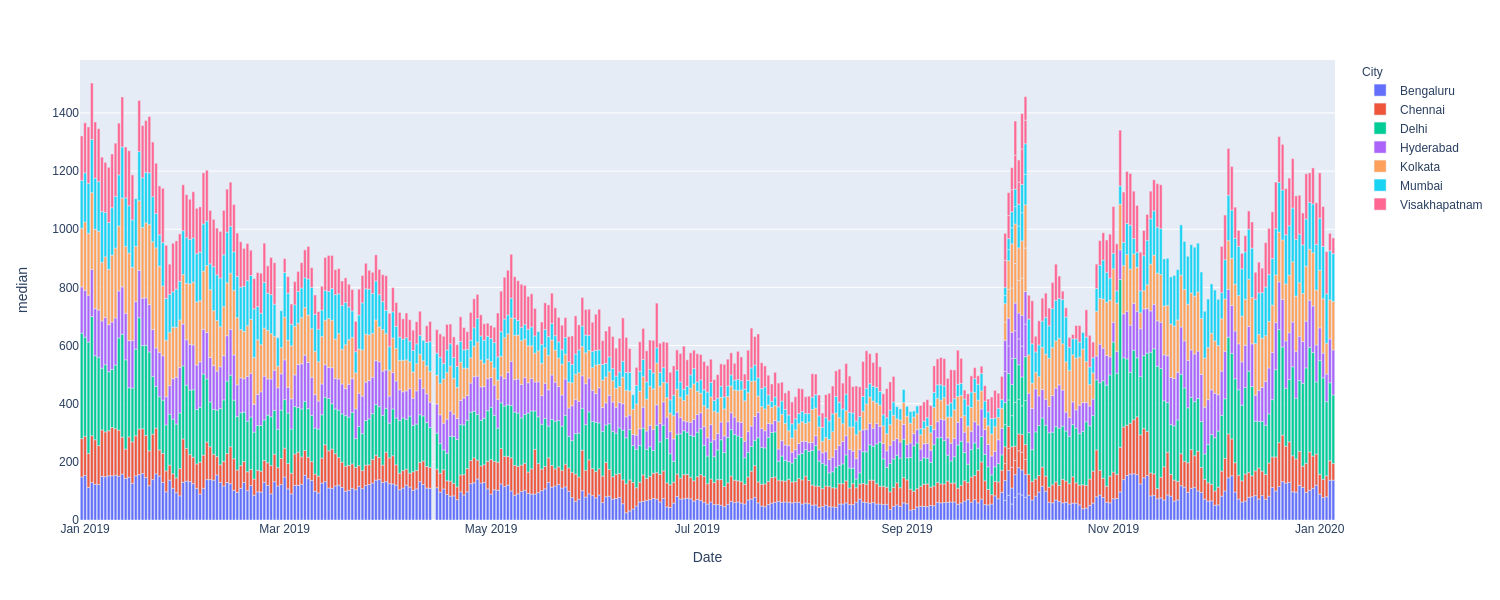 1400
1200
1000
800
600
400
200
0
median
Jan 2019
Mar 2019
May 2019
Jul 2019
Sep 2019
Nov 2019
Jan 2020
Date
City
Bengaluru
Chennai
Delhi
Hyderabad
Kolkata
Mumbai
Visakhapatnam